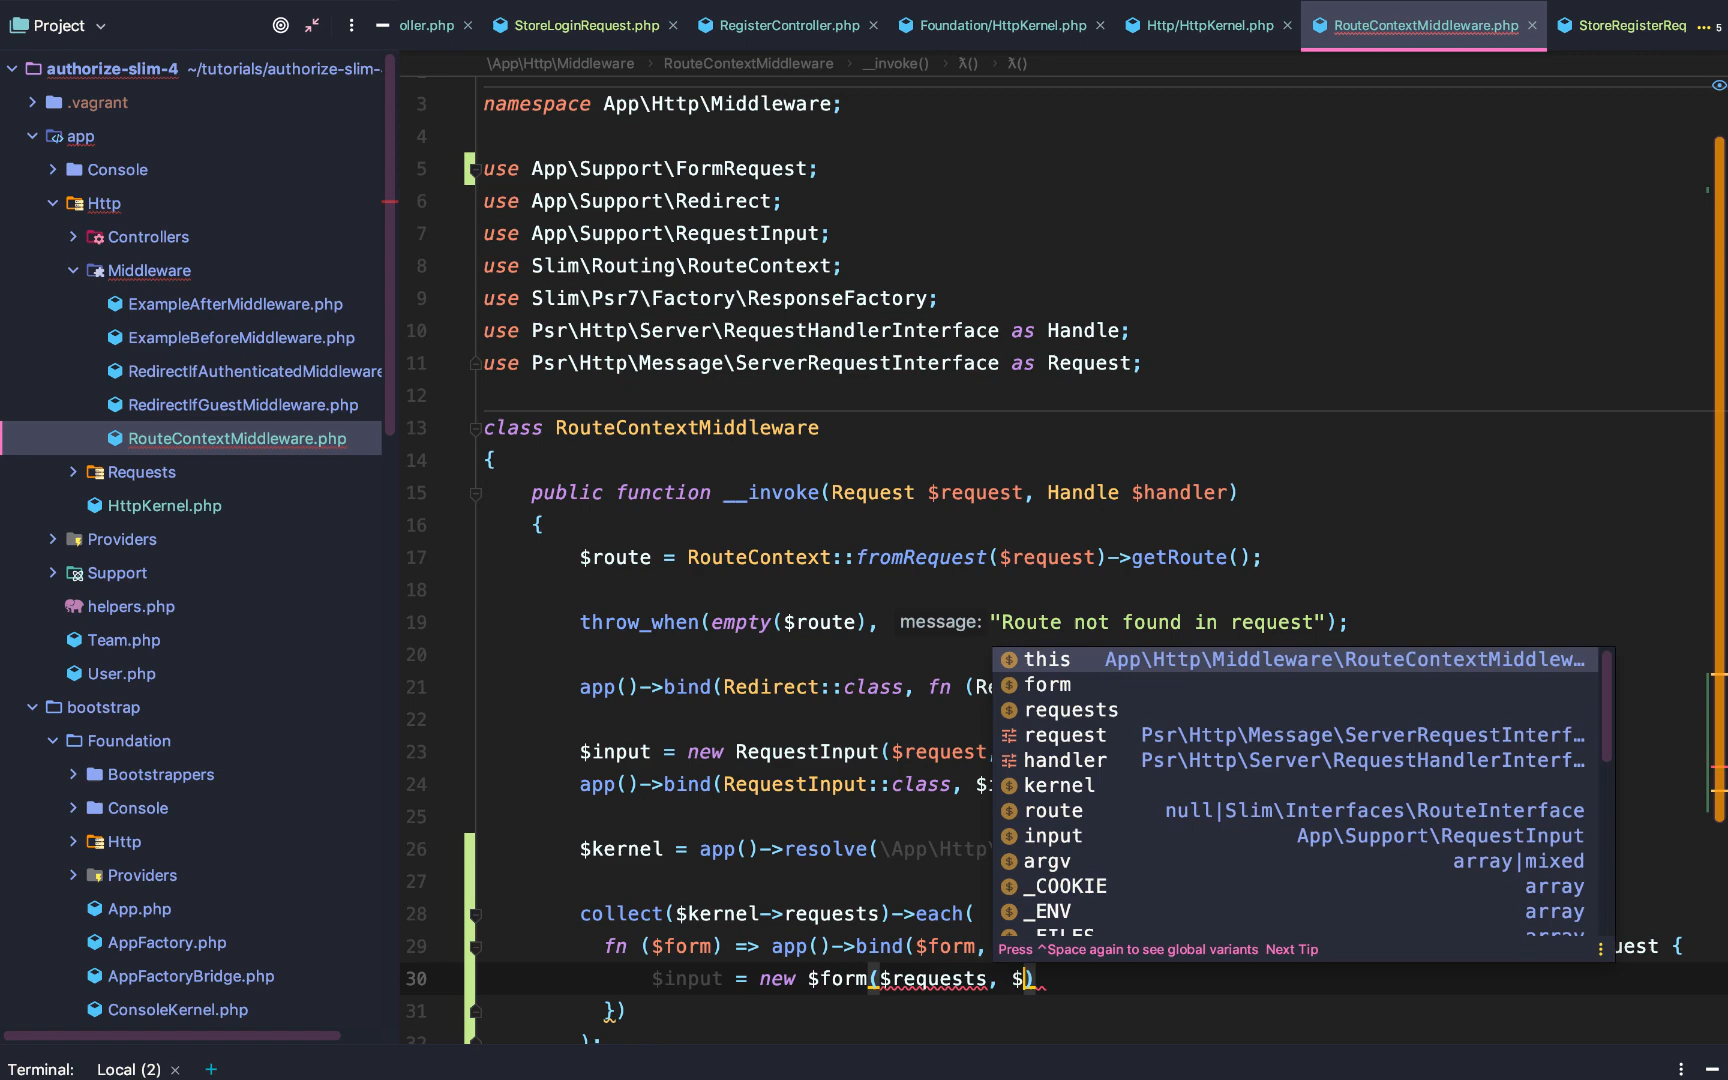 Project
oller.php
StoreLoginRequest.php
RegisterController.php
Foundation/HttpKernel.php
Http/HttpKernel.php
RouteContextMiddleware.php
StoreRegisterReq
5
authorize-slim-4 ~/tutorials/authorize-slim-
.vagrant
app
Console
Http
Controllers
Middleware
ExampleAfterMiddleware.php
ExampleBeforeMiddleware.php
RedirectIfAuthenticatedMiddleware
RedirectIfGuestMiddleware.php
RouteContextMiddleware.php
Requests
HttpKernel.php
Providers
Support
helpers.php
Team.php
User.php
bootstrap
Foundation
Bootstrappers
Console
Http
Providers
App.php
AppFactory.php
AppFactoryBridge.php
ConsoleKernel.php
\App\Http\Middleware › RouteContextMiddleware › __invoke() › λ() › λ()
3 namespace App\Http\Middleware;
4
5 use App\Support\FormRequest;
6 use App\Support\Redirect;
7 use App\Support\RequestInput;
8 use Slim\Routing\RouteContext;
9 use Slim\Psr7\Factory\ResponseFactory;
10 use Psr\Http\Server\RequestHandlerInterface as Handle;
11 use Psr\Http\Message\ServerRequestInterface as Request;
12
13 class RouteContextMiddleware
14 {
15 public function __invoke(Request $request, Handle $handler)
16 {
17 $route = RouteContext::fromRequest($request)->getRoute();
18
19 throw_when(empty($route), message: "Route not found in request");
20
21 app()->bind(Redirect::class, fn (Re
22
23 $input = new RequestInput($request,
24 app()->bind(RequestInput::class, $i
25
26 $kernel = app()->resolve(\App\Http\
27
28 collect($kernel->requests)->each(
29 fn ($form) => app()->bind($form, uest {
30 $input = new $form($requests, $)
31 })
32 );
this App\Http\Middleware\RouteContextMiddlew…
form
requests
request Psr\Http\Message\ServerRequestInterf…
handler Psr\Http\Server\RequestHandlerInterf…
kernel
route null|Slim\Interfaces\RouteInterface
input App\Support\RequestInput
argv array|mixed
_COOKIE array
_ENV array
_FILES array
Press ^Space again to see global variants Next Tip
Terminal: Local (2) × +